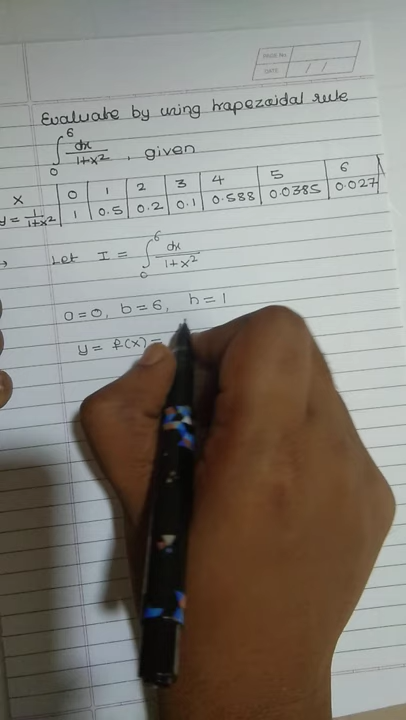 PAGE No
DATE / /
Evaluate by using trapezoidal rule
∫₀⁶ dx/1+x² , given
x 0 1 2 3 4 5 6
y = 1/1+x² 1 0.5 0.2 0.1 0.588 0.0385 0.027
→ Let I = ∫₀⁶ dx/1+x²
a=0, b=6, h=1
y = f(x) =